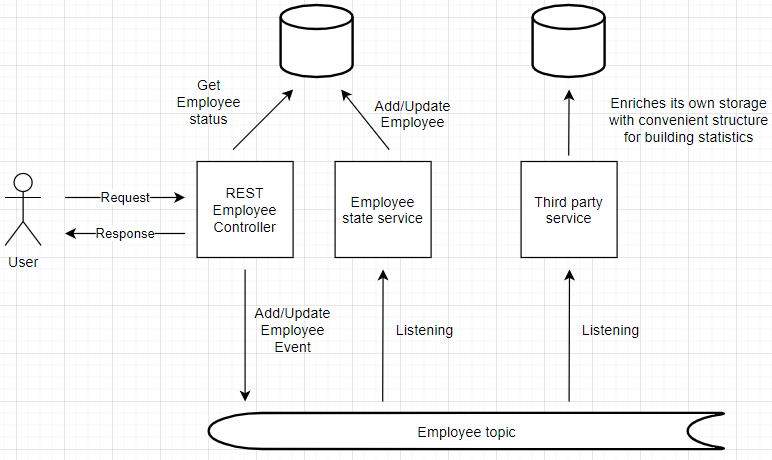 Get
Employee
status
Add/Update
Employee
Enriches its own storage
with convenient structure
for building statistics
Request
Response
User
REST
Employee
Controller
Employee
state service
Third party
service
Add/Update
Employee
Event
Listening
Listening
Employee topic